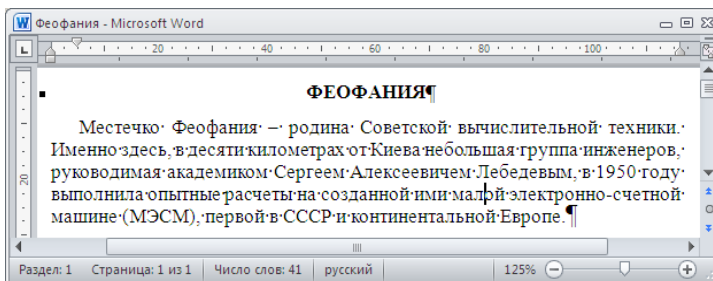 Феофания - Microsoft Word
20 40 60 80 100
ФЕОФАНИЯ¶
Местечко Феофания – родина Советской вычислительной техники.
Именно здесь, в десяти километрах от Киева небольшая группа инженеров,
руководимая академиком Сергеем Алексеевичем Лебедевым, в 1950 году
выполнила опытные расчеты на созданной ими малой электронно-счетной
машине (МЭСМ), первой в СССР и континентальной Европе.¶
20
Раздел: 1 Страница: 1 из 1 Число слов: 41 русский 125%